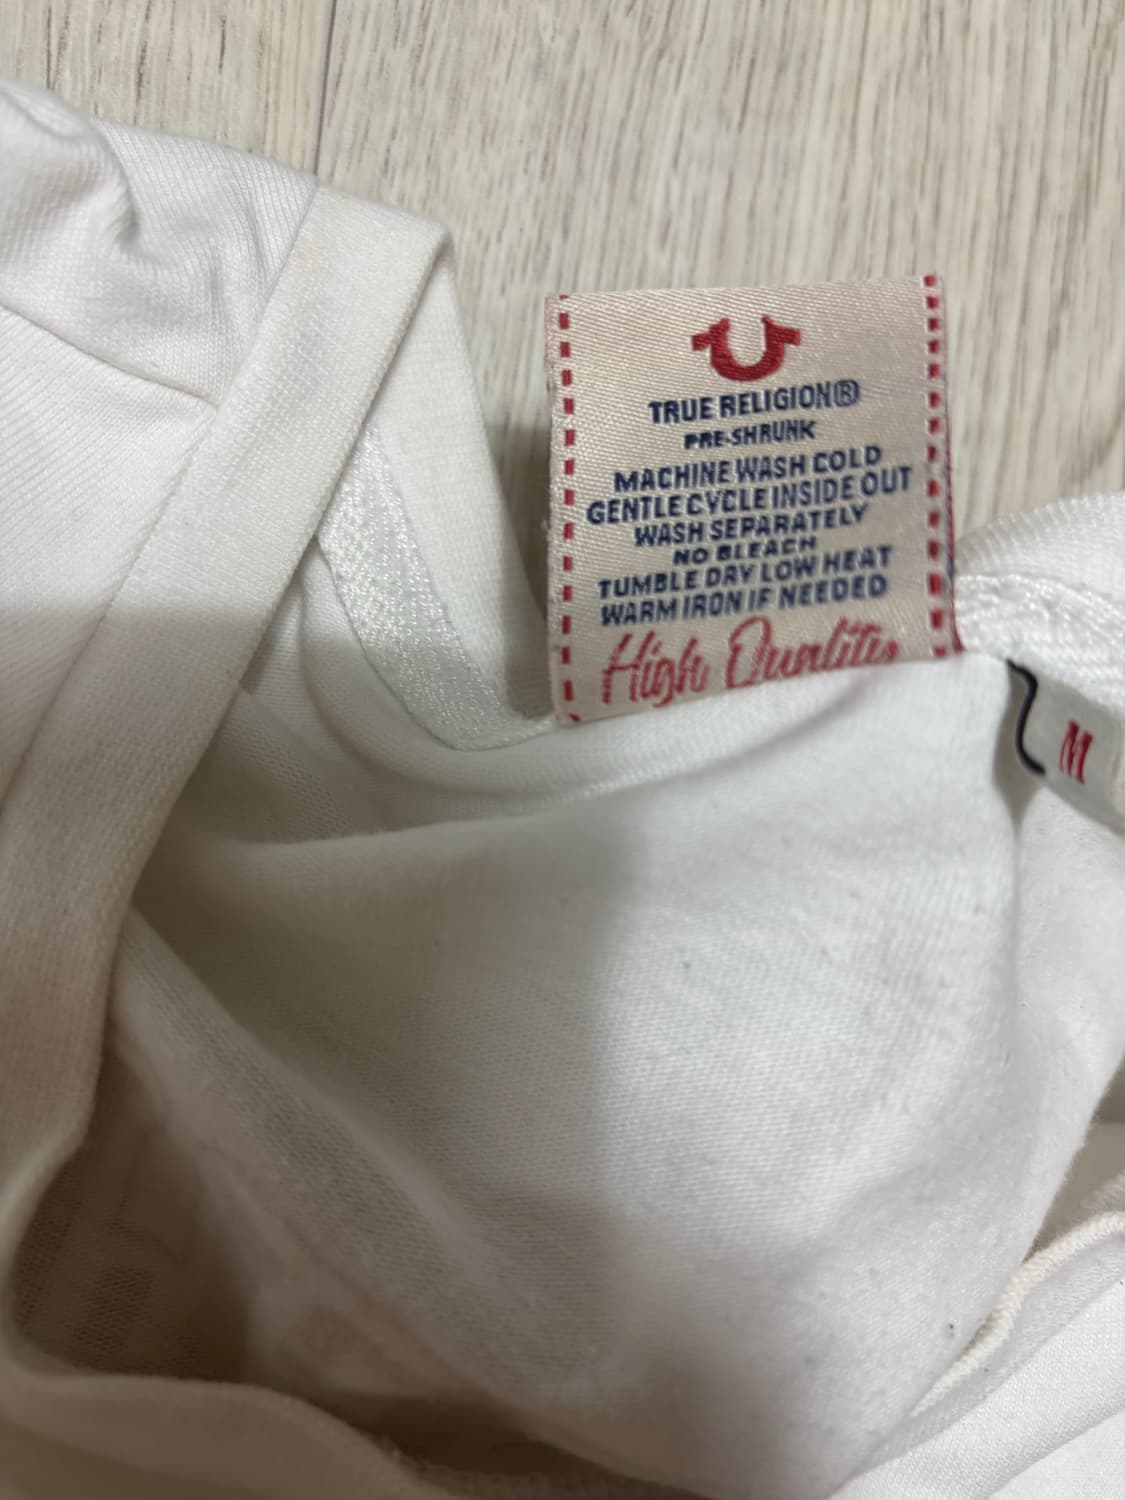 TRUE RELIGION®
PRE-SHRUNK
MACHINE WASH COLD
GENTLE CYCLE INSIDE OUT
WASH SEPARATELY
NO BLEACH
TUMBLE DRY LOW HEAT
WARM IRON IF NEEDED
High Quality
M